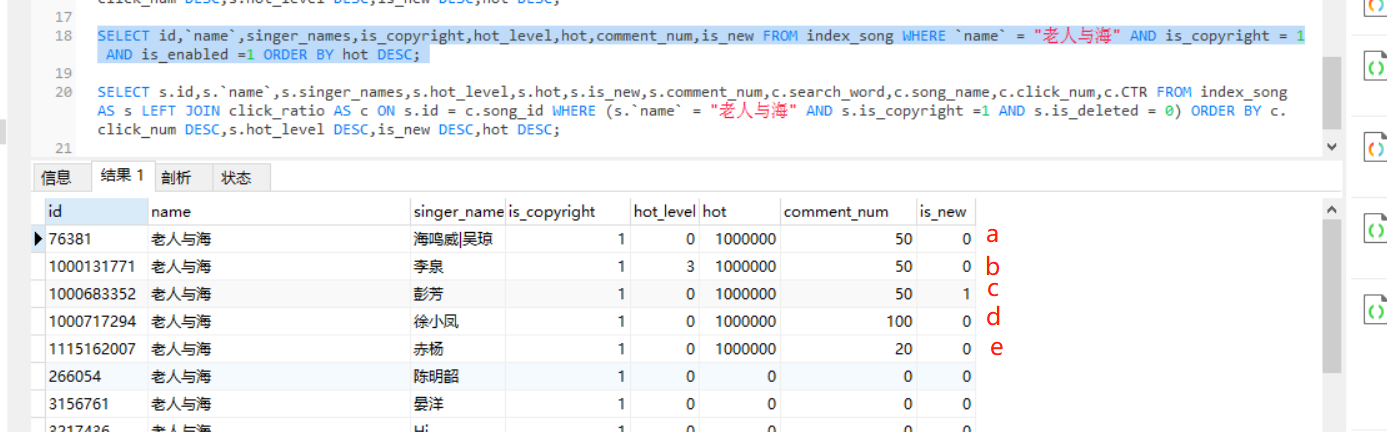 17
18 SELECT id,`name`,singer_names,is_copyright,hot_level,hot,comment_num,is_new FROM index_song WHERE `name` = "老人与海" AND is_copyright = 1
AND is_enabled =1 ORDER BY hot DESC;
19
20 SELECT s.id,s.`name`,s.singer_names,s.hot_level,s.hot,s.is_new,s.comment_num,c.search_word,c.song_name,c.click_num,c.CTR FROM index_song
AS s LEFT JOIN click_ratio AS c ON s.id = c.song_id WHERE (s.`name` = "老人与海" AND s.is_copyright =1 AND s.is_deleted = 0) ORDER BY c.
click_num DESC,s.hot_level DESC,is_new DESC,hot DESC;
21
信息 结果 1 剖析 状态
id name singer_name is_copyright hot_level hot comment_num is_new
76381 老人与海 海鸣威|吴琼 1 0 1000000 50 0 a
1000131771 老人与海 李泉 1 3 1000000 50 0 b
1000683352 老人与海 彭芳 1 0 1000000 50 1 c
1000717294 老人与海 徐小凤 1 0 1000000 100 0 d
1115162007 老人与海 赤杨 1 0 1000000 20 0 e
266054 老人与海 陈明韶 1 0 0 0 0
3156761 老人与海 晏洋 1 0 0 0 0